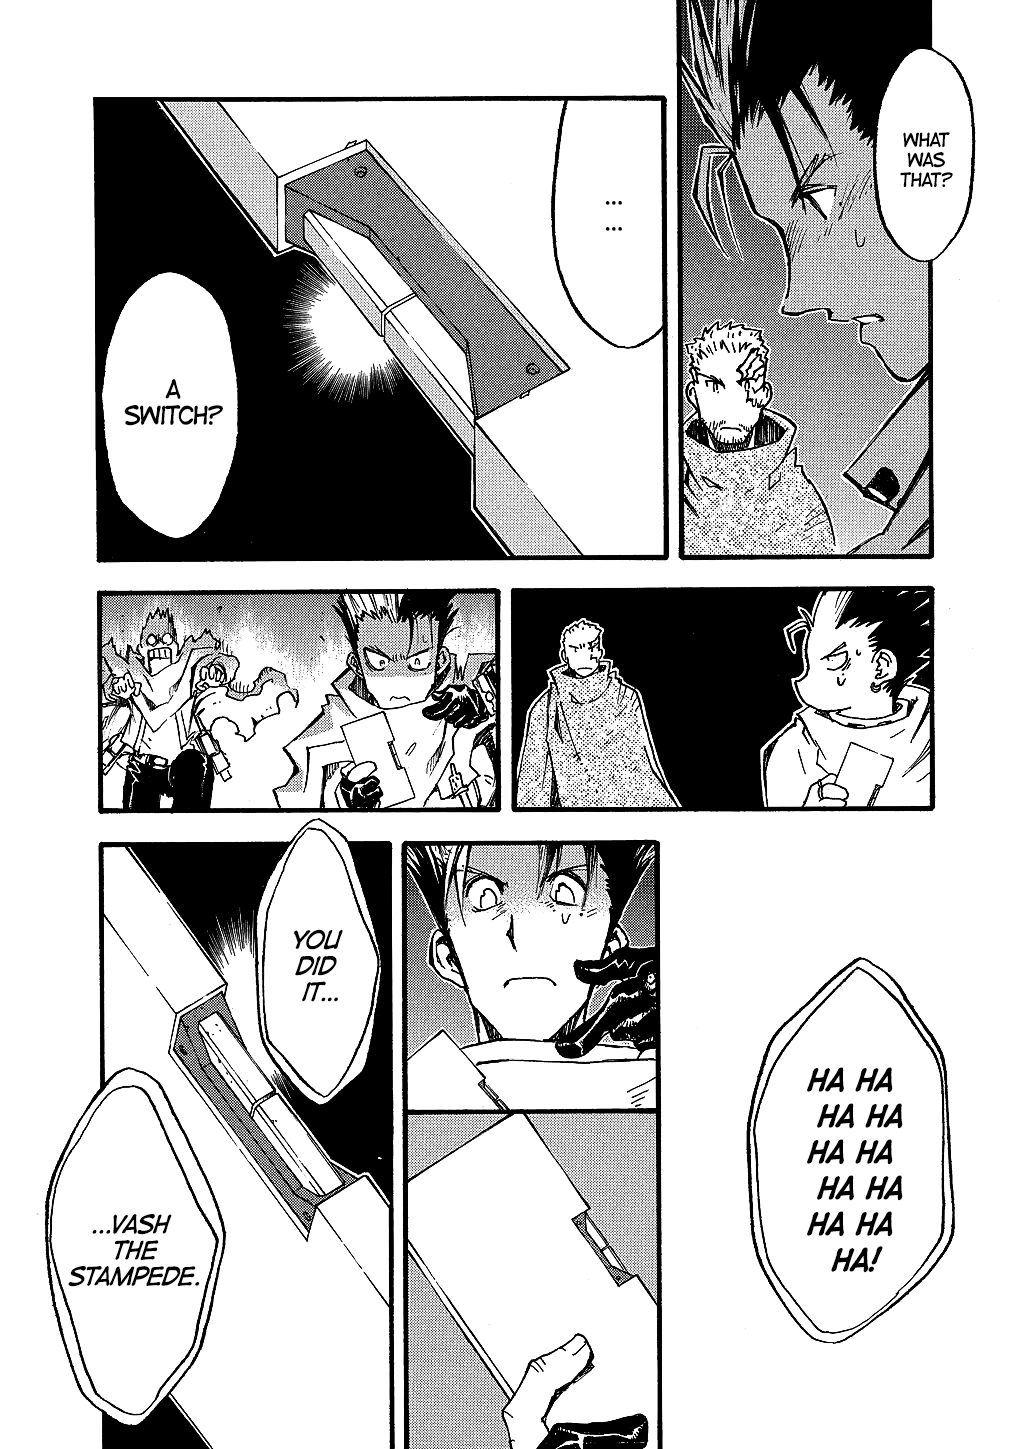 WHAT
WAS
THAT?
...
...
A
SWITCH?
HA HA
HA HA
HA HA
HA HA
HA HA
HA!
YOU
DID
IT...
...VASH
THE
STAMPEDE.